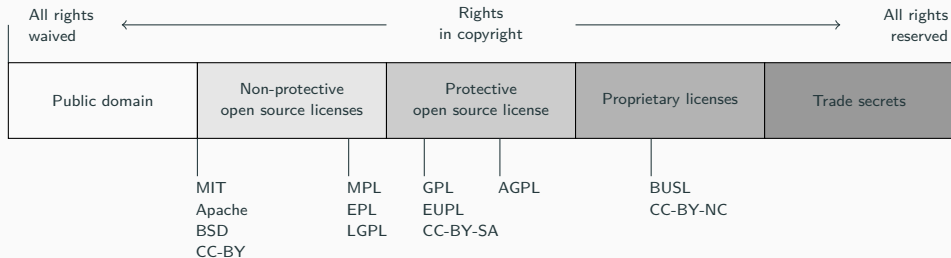 All rights
waived
Rights
in copyright
All rights
reserved
Public domain
Non-protective
open source licenses
Protective
open source license
Proprietary licenses
Trade secrets
MIT
Apache
BSD
CC-BY
MPL
EPL
LGPL
GPL
EUPL
CC-BY-SA
AGPL
BUSL
CC-BY-NC